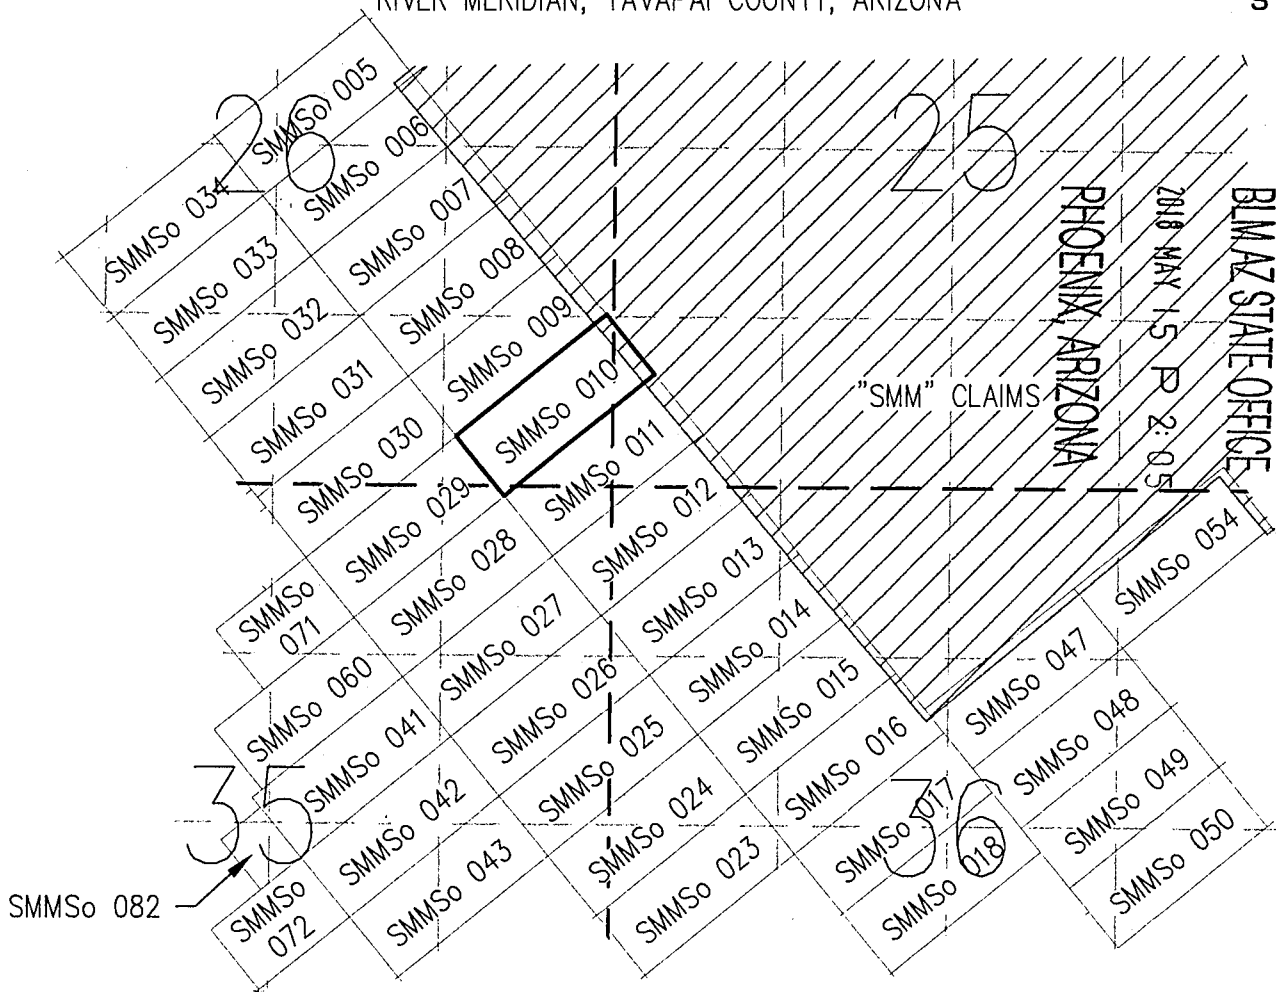 RIVER MERIDIAN, YAVAPAI COUNTY, ARIZONA
S
26
25
SMMSo 005
SMMSo 006
SMMSo 007
SMMSo 008
SMMSo 009
SMMSo 010
SMMSo 011
SMMSo 012
SMMSo 013
SMMSo 014
SMMSo 015
SMMSo 016
SMMSo 017
SMMSo 018
SMMSo 034
SMMSo 033
SMMSo 032
SMMSo 031
SMMSo 030
SMMSo 029
SMMSo 028
SMMSo 027
SMMSo 026
SMMSo 025
SMMSo 024
SMMSo 023
SMMSo
071
SMMSo 060
SMMSo 041
SMMSo 042
SMMSo 043
SMMSo
072
SMMSo 082
35
36
SMMSo 054
SMMSo 047
SMMSo 048
SMMSo 049
SMMSo 050
"SMM" CLAIMS
BLM AZ STATE OFFICE
2018 MAY 15 P 2:05
PHOENIX, ARIZONA